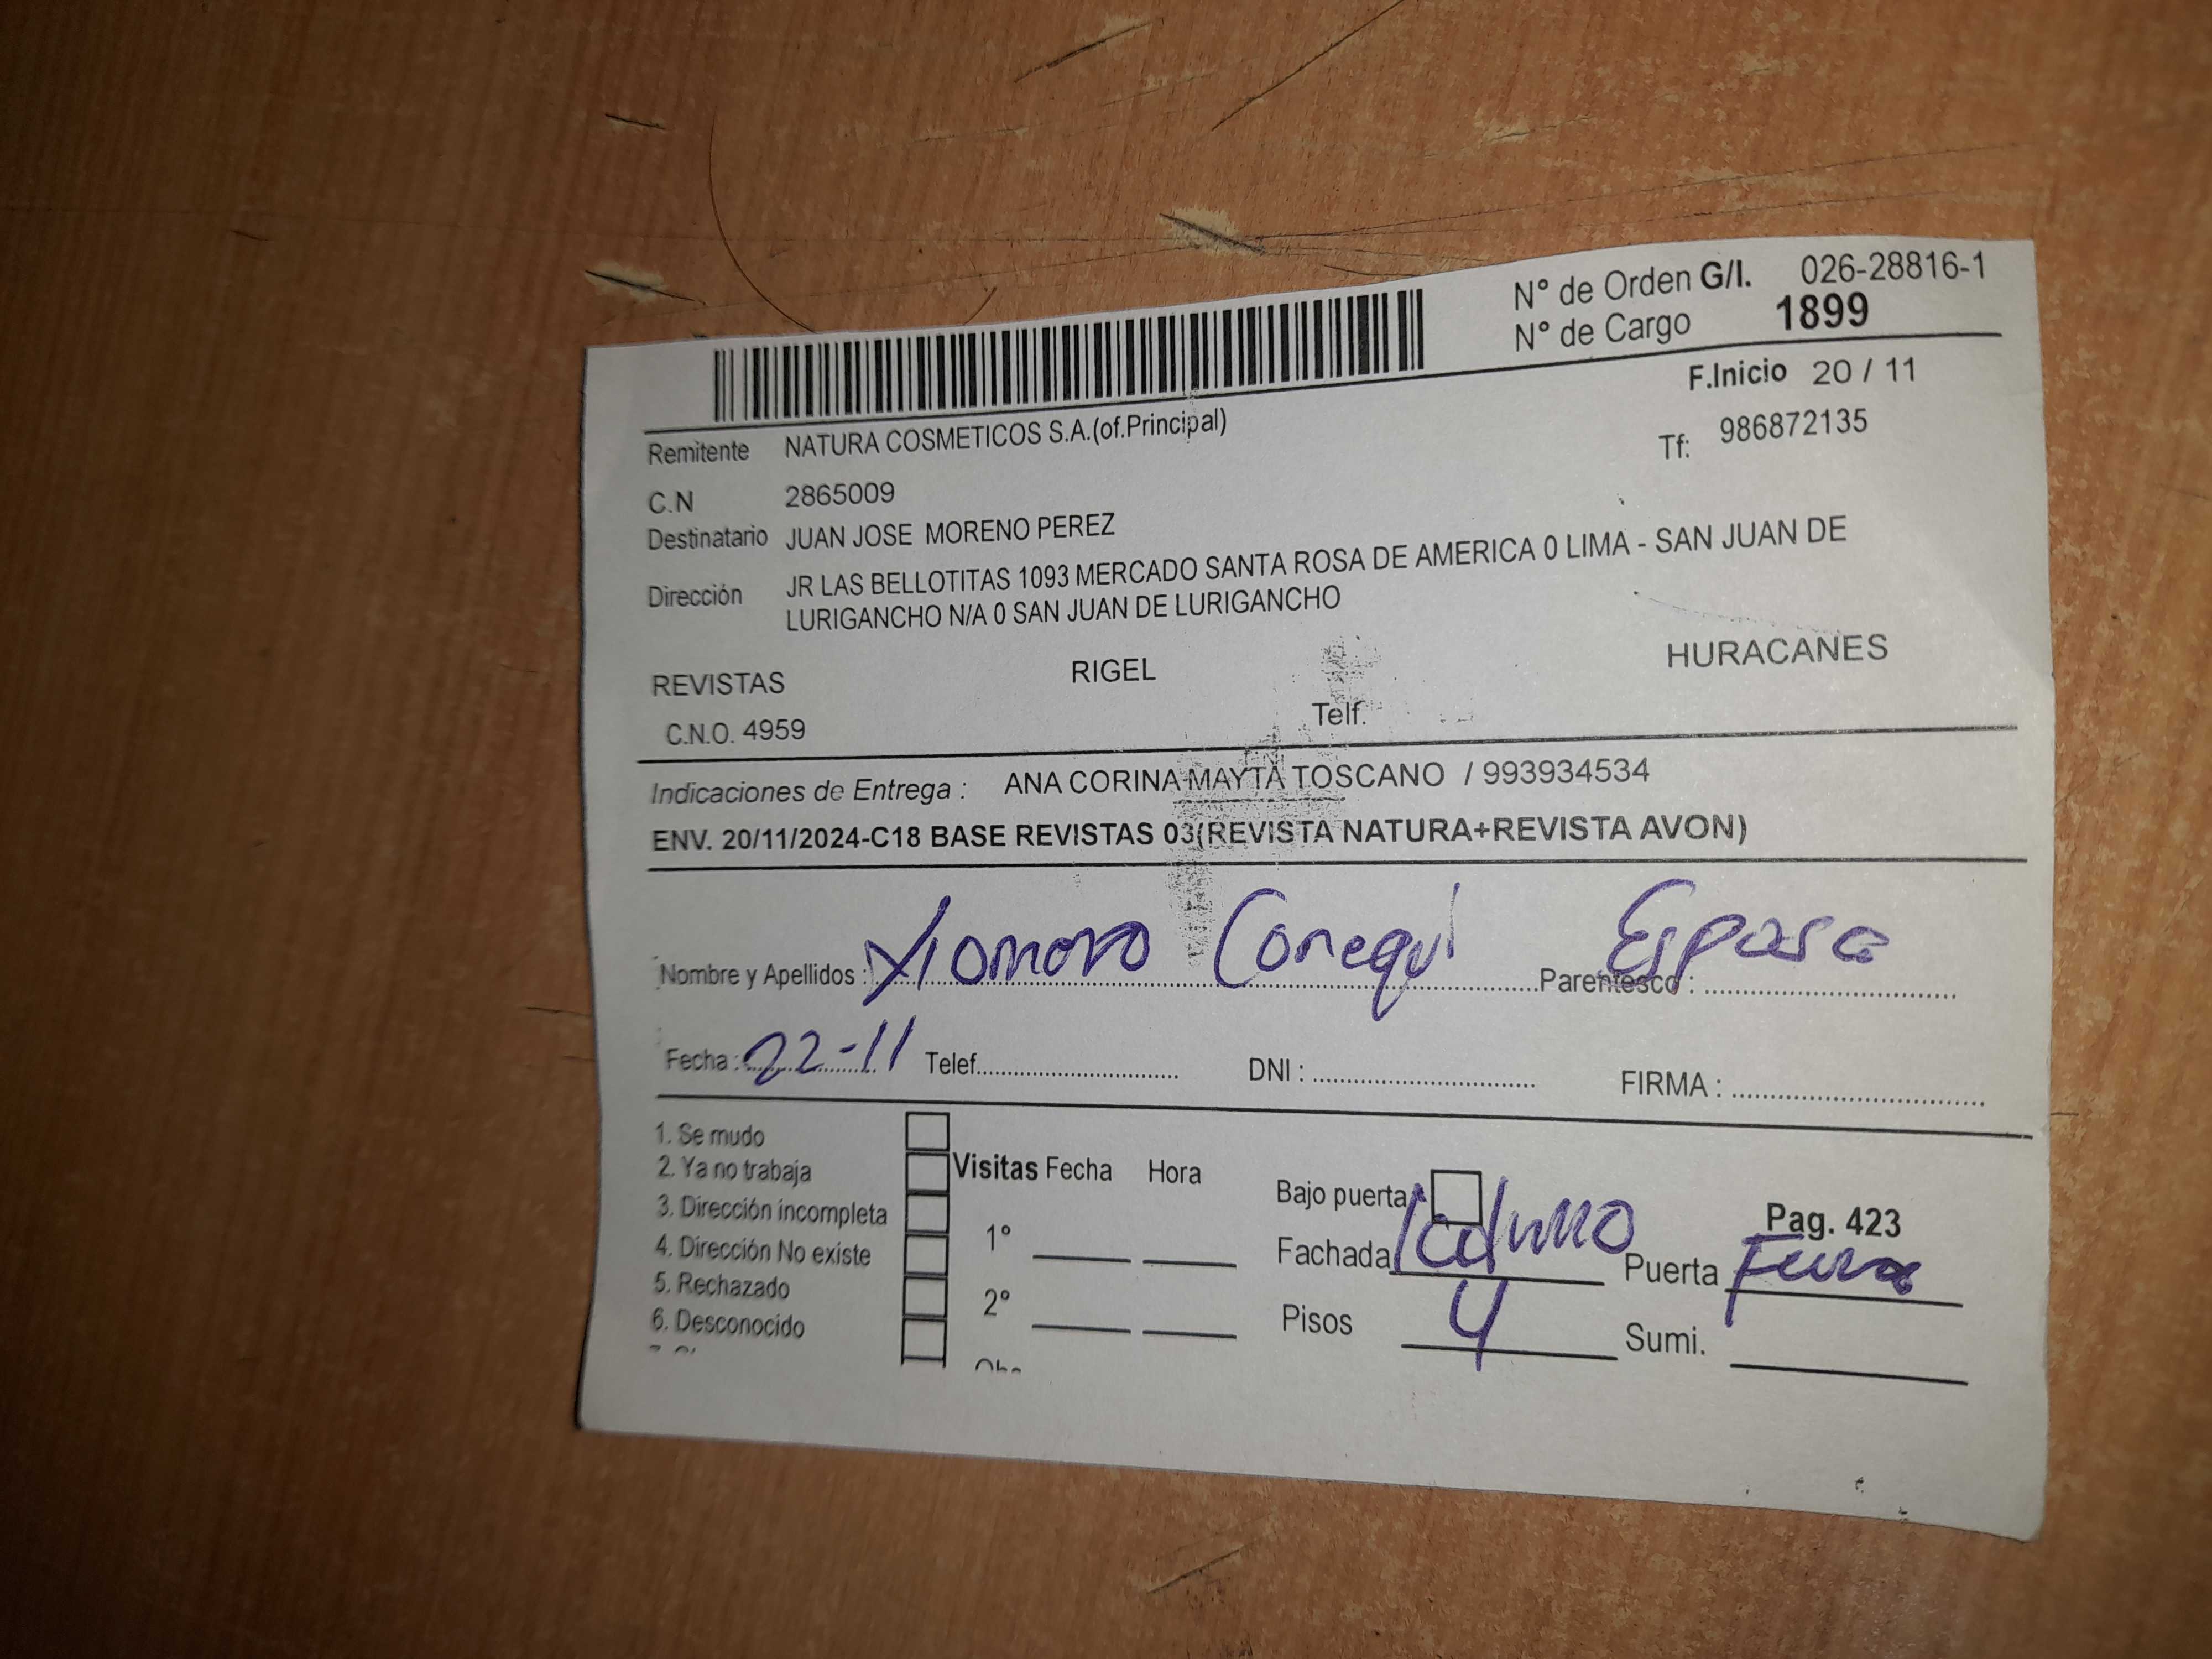 N° de Orden G/I. 026-28816-1
N° de Cargo 1899
F.Inicio 20 / 11
Remitente NATURA COSMETICOS S.A.(of.Principal)
Tf: 986872135
C.N 2865009
Destinatario JUAN JOSE MORENO PEREZ
Dirección JR LAS BELLOTITAS 1093 MERCADO SANTA ROSA DE AMERICA 0 LIMA - SAN JUAN DE
LURIGANCHO N/A 0 SAN JUAN DE LURIGANCHO
REVISTAS RIGEL HURACANES
C.N.O. 4959 Telf.
Indicaciones de Entrega : ANA CORINA MAYTA TOSCANO / 993934534
ENV. 20/11/2024-C18 BASE REVISTAS 03(REVISTA NATURA+REVISTA AVON)
Nombre y Apellidos : Parentesco : Esposa
Fecha : 22-11 Telef. DNI : FIRMA :
1. Se mudo
2. Ya no trabaja
3. Dirección incompleta
4. Dirección No existe
5. Rechazado
6. Desconocido
Visitas Fecha Hora
1°
2°
Bajo puerta
Pag. 423
Fachada Ladrillo Puerta
Pisos 4 Sumi.